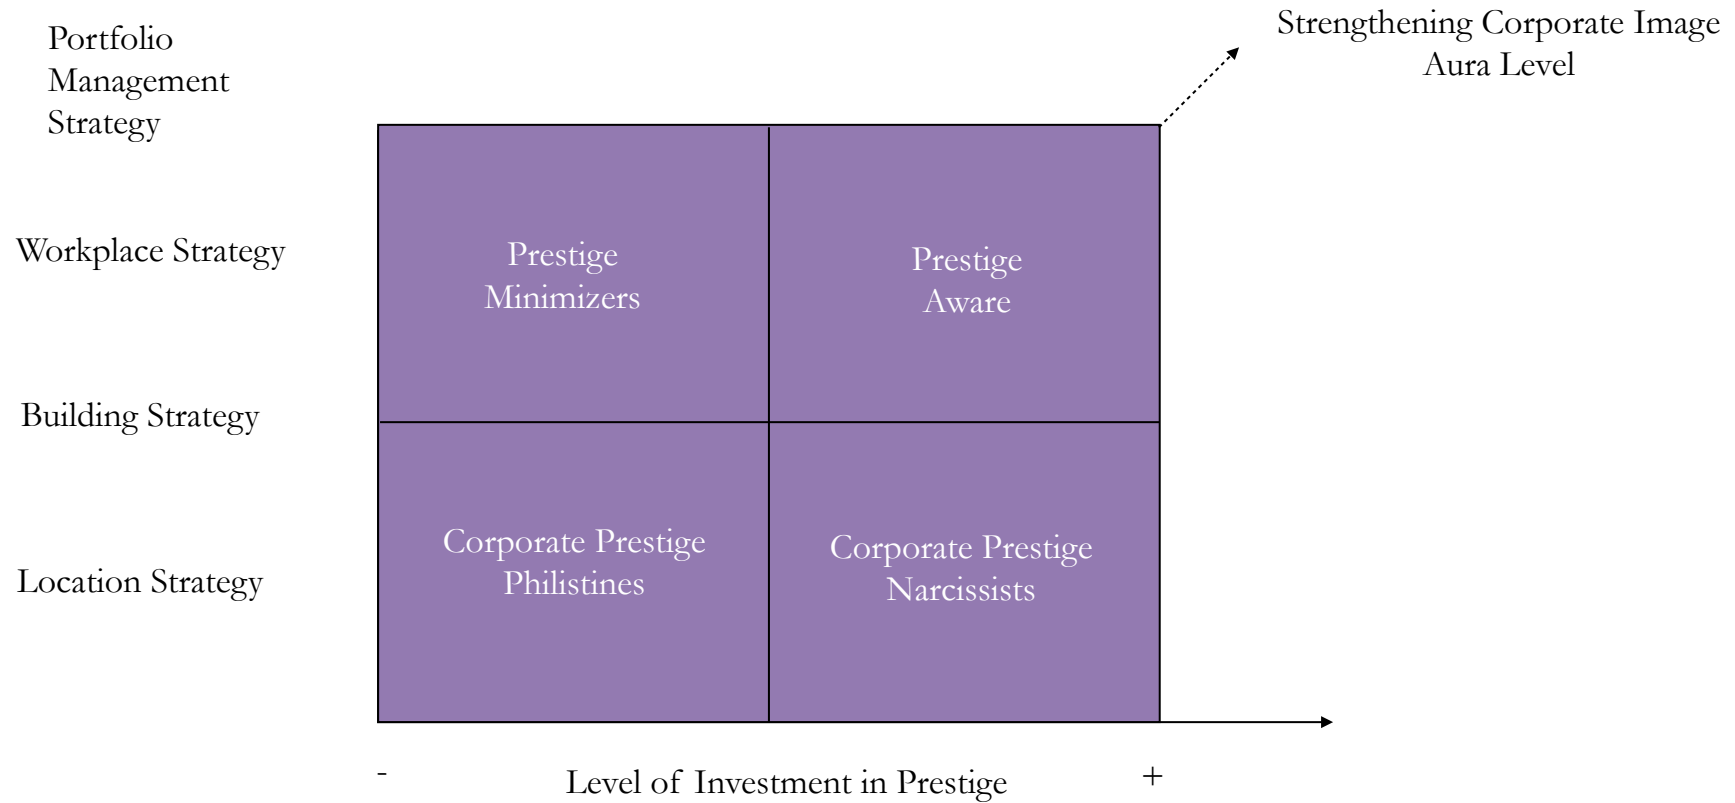 Strengthening Corporate Image
Aura Level
Portfolio
Management
Strategy
Workplace Strategy
Prestige
Minimizers
Prestige
Aware
Building Strategy
Corporate Prestige
Philistines
Corporate Prestige
Narcissists
Location Strategy
-
Level of Investment in Prestige
+